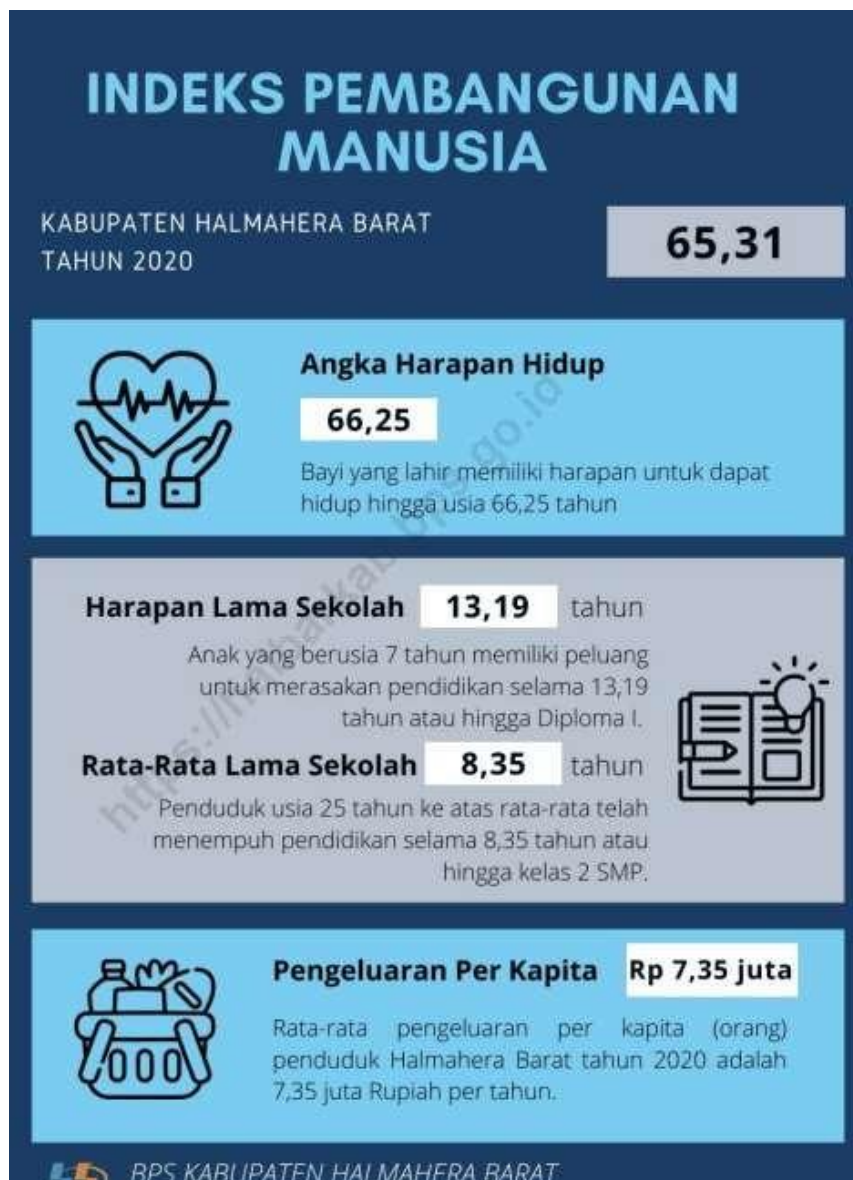 INDEKS PEMBANGUNAN
MANUSIA
KABUPATEN HALMAHERA BARAT
TAHUN 2020
65,31
Angka Harapan Hidup
66,25
Bayi yang lahir memiliki harapan untuk dapat
hidup hingga usia 66,25 tahun
Harapan Lama Sekolah 13,19 tahun
Anak yang berusia 7 tahun memiliki peluang
untuk merasakan pendidikan selama 13,19
tahun atau hingga Diploma I.
Rata-Rata Lama Sekolah 8,35 tahun
Penduduk usia 25 tahun ke atas rata-rata telah
menempuh pendidikan selama 8,35 tahun atau
hingga kelas 2 SMP.
Pengeluaran Per Kapita Rp 7,35 juta
Rata-rata pengeluaran per kapita (orang)
penduduk Halmahera Barat tahun 2020 adalah
7,35 juta Rupiah per tahun.
BPS KABUPATEN HALMAHERA BARAT